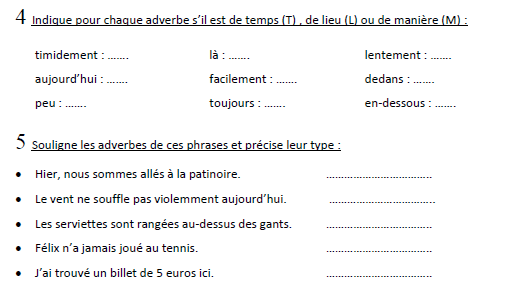 4 Indique pour chaque adverbe s'il est de temps (T) , de lieu (L) ou de manière (M) :
timidement : ....... là : ....... lentement : .......
aujourd'hui : ....... facilement : ....... dedans : .......
peu : ....... toujours : ....... en-dessous : .......
5 Souligne les adverbes de ces phrases et précise leur type :
• Hier, nous sommes allés à la patinoire. ....................................
• Le vent ne souffle pas violemment aujourd'hui. ....................................
• Les serviettes sont rangées au-dessus des gants. ....................................
• Félix n'a jamais joué au tennis. ....................................
• J'ai trouvé un billet de 5 euros ici. ....................................